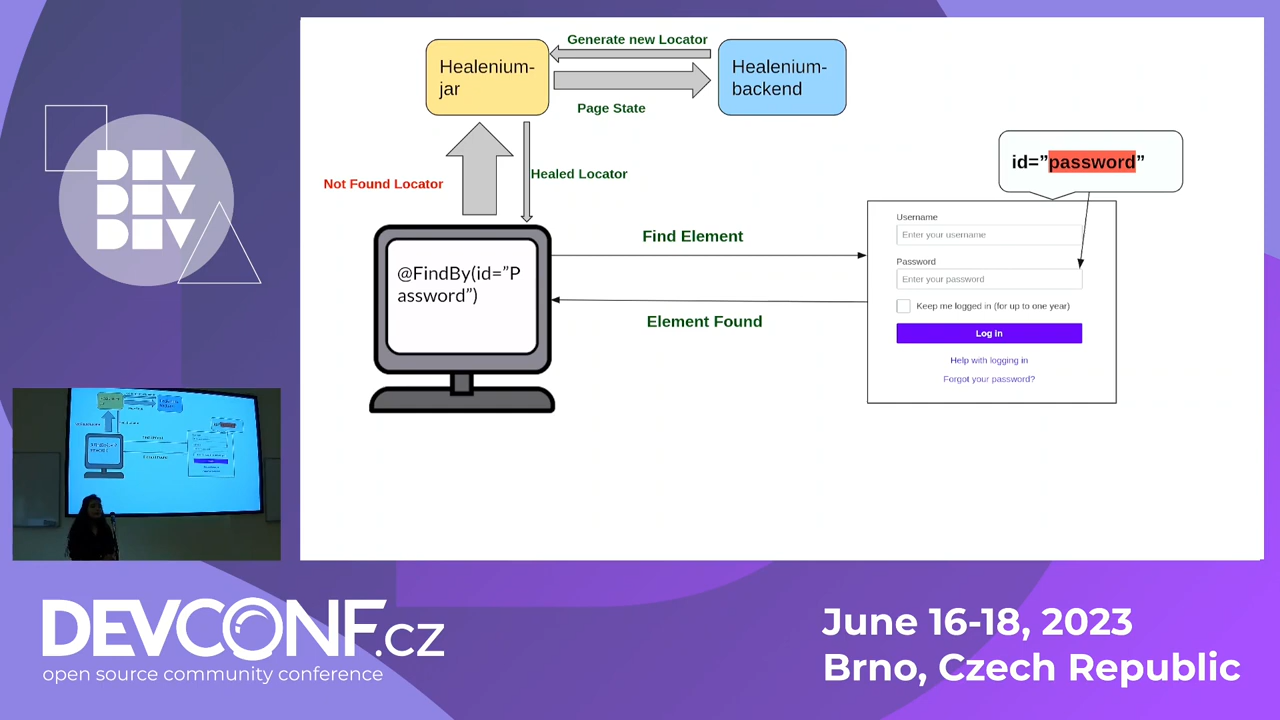 Generate new Locator
Healenium-
jar
Healenium-
backend
Page State
id=”password”
Not Found Locator
Healed Locator
@FindBy(id=”P
assword”)
Find Element
Element Found
Username
Enter your username
Password
Enter your password
Keep me logged in (for up to one year)
Log in
Help with logging in
Forgot your password?
DEV
DEV
DEV
DEVCONF.cz
open source community conference
June 16-18, 2023
Brno, Czech Republic